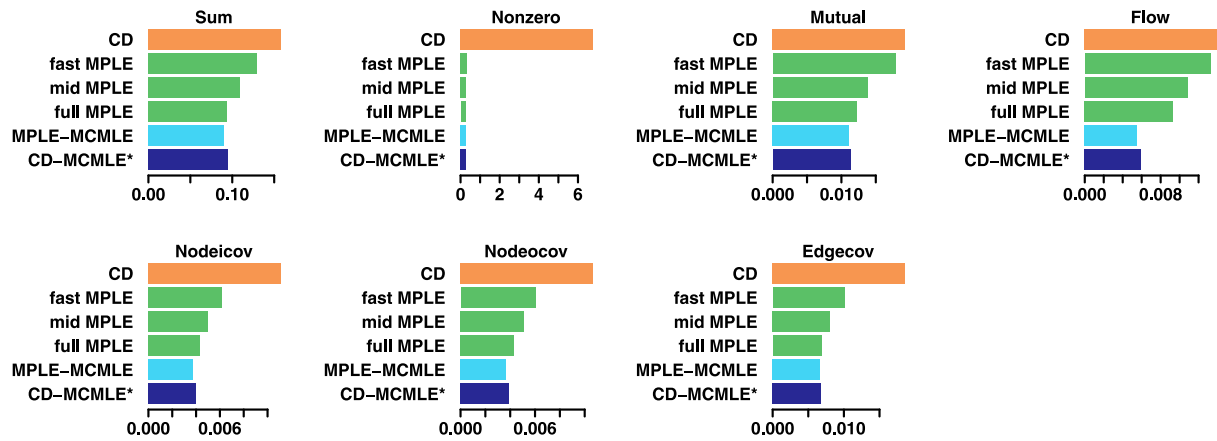 Sum
CD
fast MPLE
mid MPLE
full MPLE
MPLE−MCMLE
CD−MCMLE*
0.00 0.10
Nonzero
CD
fast MPLE
mid MPLE
full MPLE
MPLE−MCMLE
CD−MCMLE*
0 2 4 6
Mutual
CD
fast MPLE
mid MPLE
full MPLE
MPLE−MCMLE
CD−MCMLE*
0.000 0.010
Flow
CD
fast MPLE
mid MPLE
full MPLE
MPLE−MCMLE
CD−MCMLE*
0.000 0.008
Nodeicov
CD
fast MPLE
mid MPLE
full MPLE
MPLE−MCMLE
CD−MCMLE*
0.000 0.006
Nodeocov
CD
fast MPLE
mid MPLE
full MPLE
MPLE−MCMLE
CD−MCMLE*
0.000 0.006
Edgecov
CD
fast MPLE
mid MPLE
full MPLE
MPLE−MCMLE
CD−MCMLE*
0.000 0.010